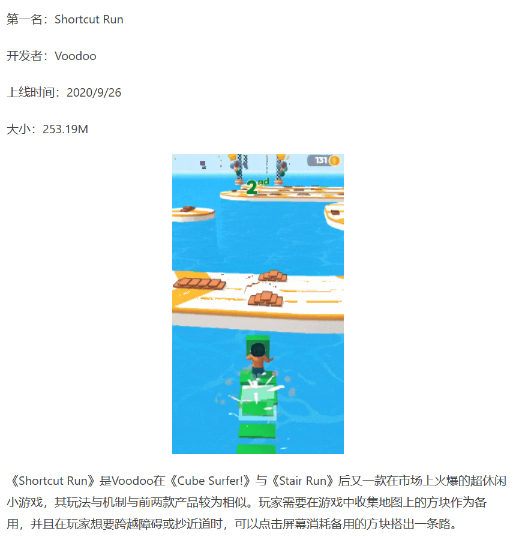 第一名：Shortcut Run
开发者：Voodoo
上线时间：2020/9/26
大小：253.19M
131
2nd
《Shortcut Run》是Voodoo在《Cube Surfer!》与《Stair Run》后又一款在市场上火爆的超休闲
小游戏，其玩法与机制与前两款产品较为相似。玩家需要在游戏中收集地图上的方块作为备
用，并且在玩家想要跨越障碍或抄近道时，可以点击屏幕消耗备用的方块搭出一条路。